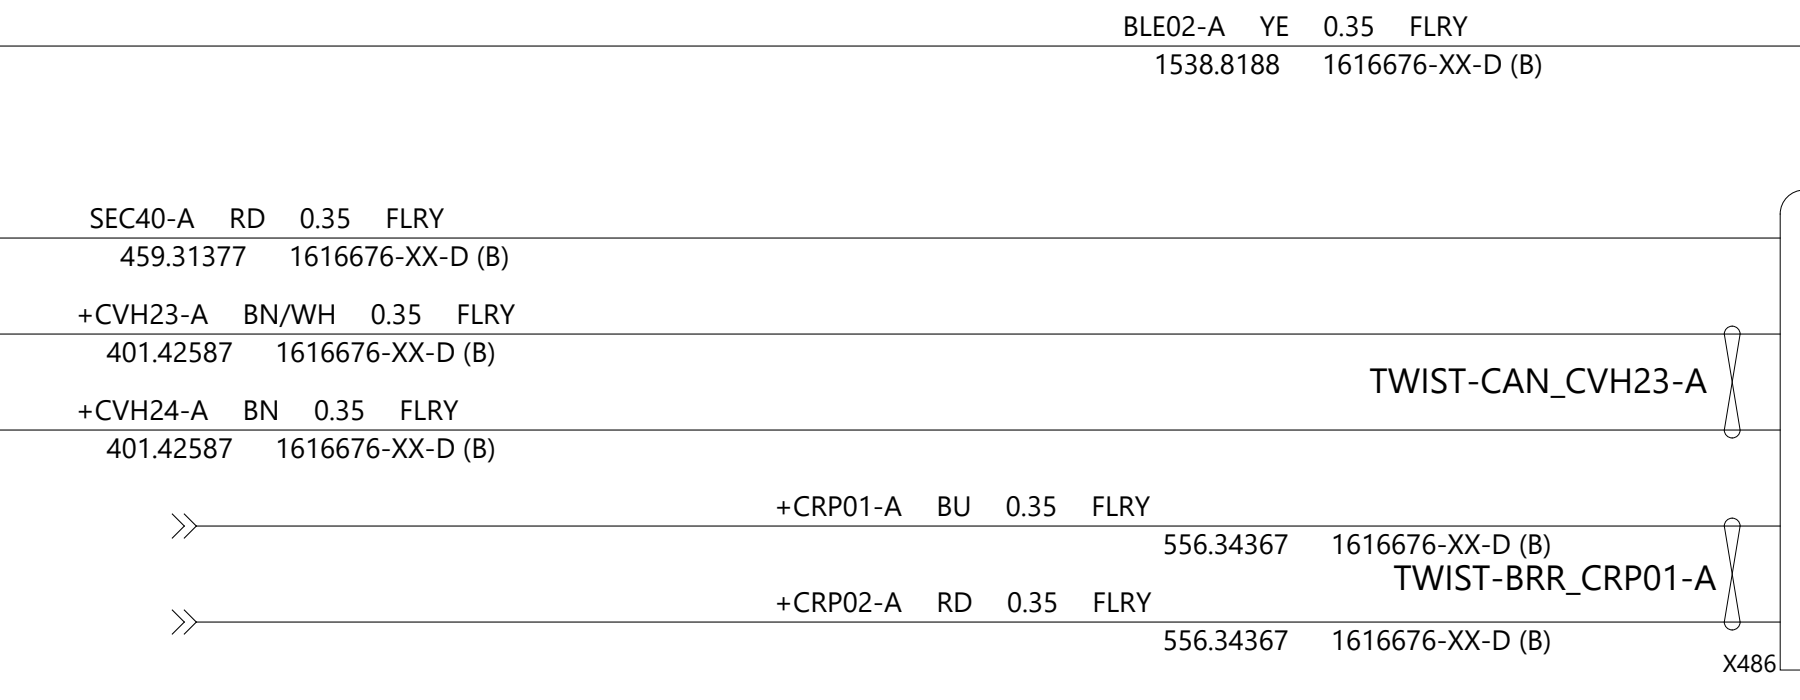 BLE02-A YE 0.35 FLRY
1538.8188 1616676-XX-D (B)
SEC40-A RD 0.35 FLRY
459.31377 1616676-XX-D (B)
+CVH23-A BN/WH 0.35 FLRY
401.42587 1616676-XX-D (B)
TWIST-CAN_CVH23-A
+CVH24-A BN 0.35 FLRY
401.42587 1616676-XX-D (B)
+CRP01-A BU 0.35 FLRY
556.34367 1616676-XX-D (B)
TWIST-BRR_CRP01-A
+CRP02-A RD 0.35 FLRY
556.34367 1616676-XX-D (B)
X486